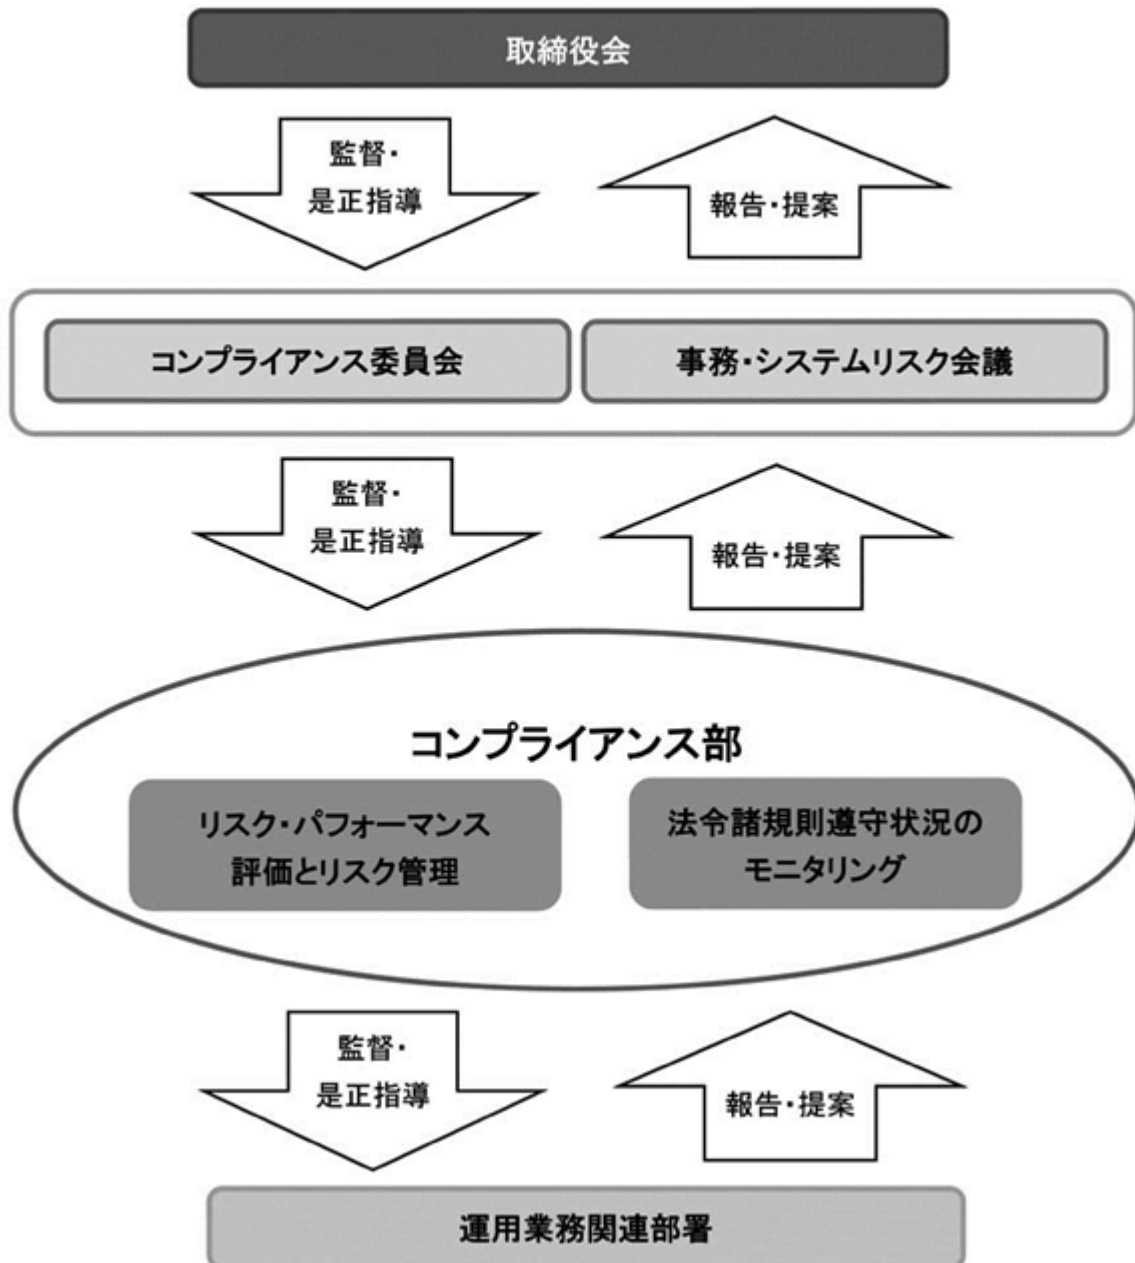 取締役会
監督・
是正指導
報告・提案
コンプライアンス委員会
事務・システムリスク会議
監督・
是正指導
報告・提案
コンプライアンス部
リスク・パフォーマンス
評価とリスク管理
法令諸規則遵守状況の
モニタリング
監督・
是正指導
報告・提案
運用業務関連部署